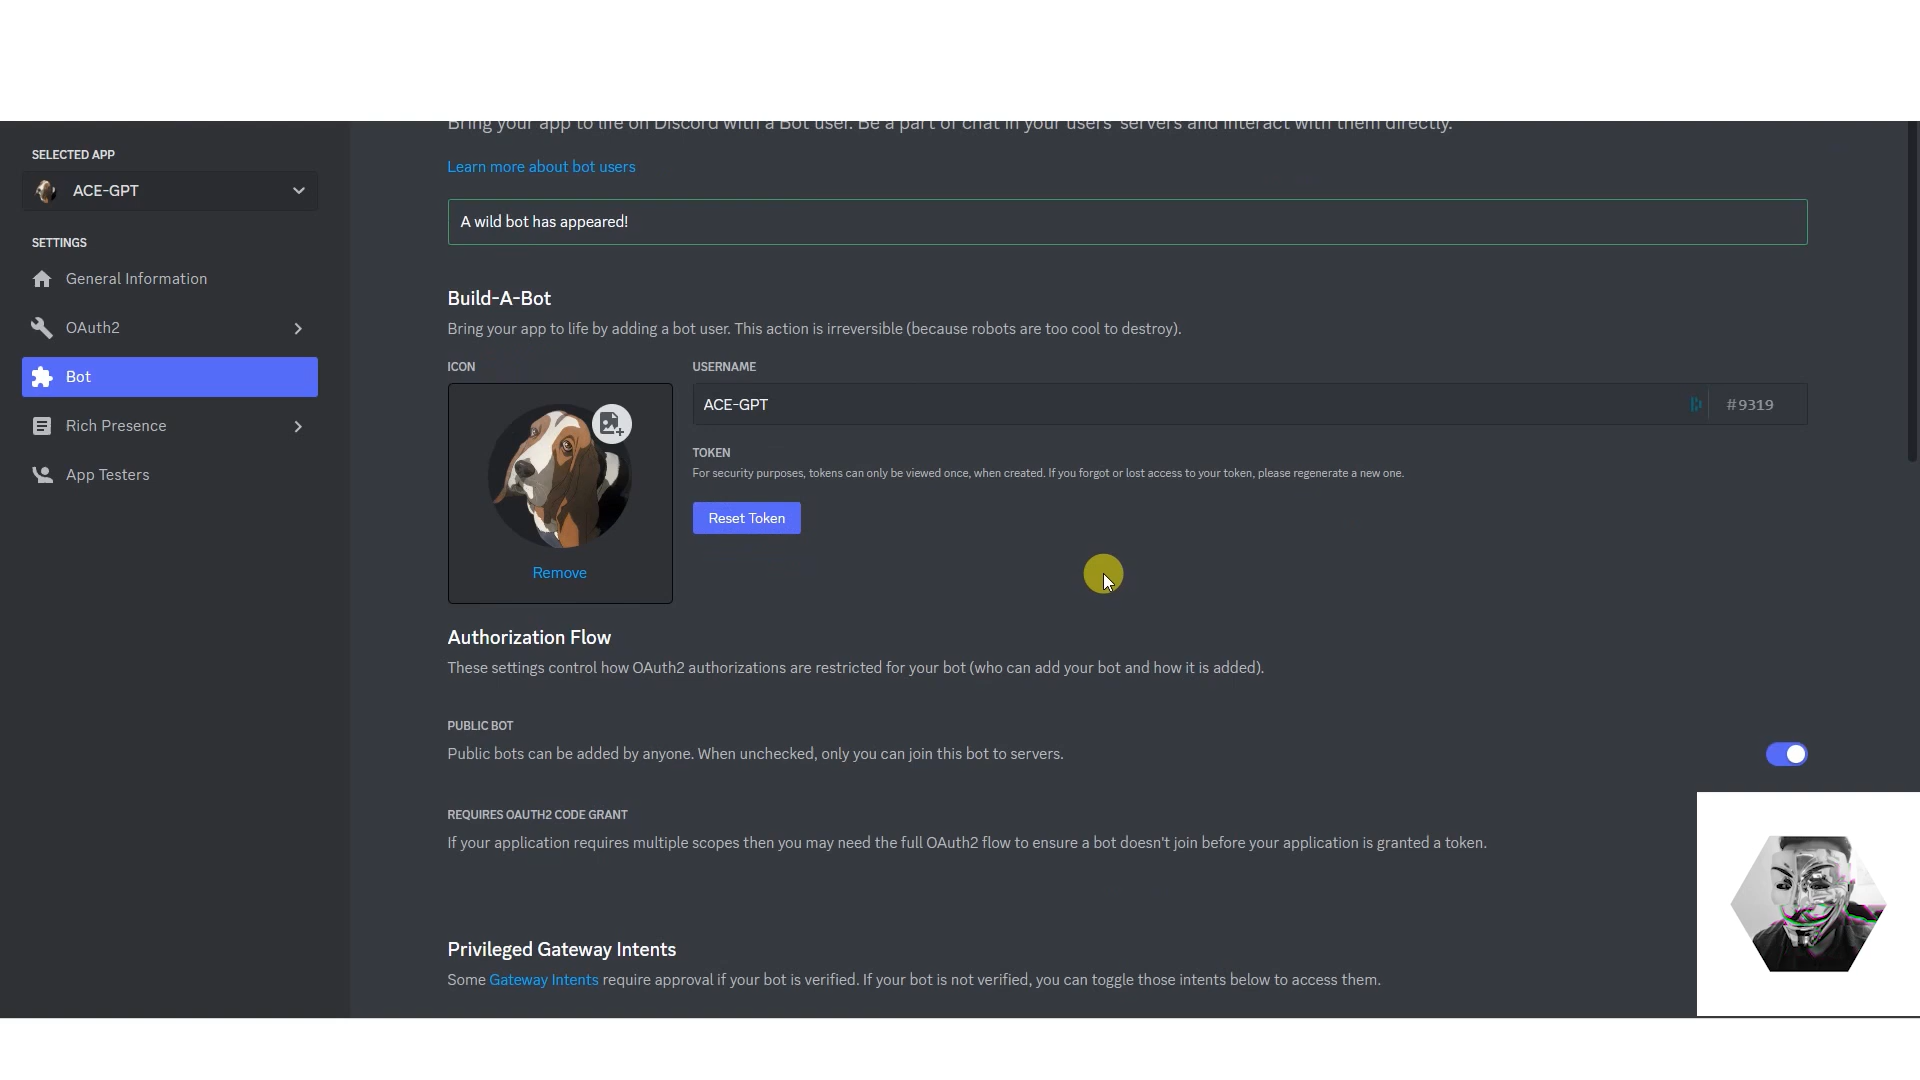 Bring your app to life on Discord with a Bot user. Be a part of chat in your users' servers and interact with them directly.
SELECTED APP
ACE-GPT
SETTINGS
General Information
OAuth2
Bot
Rich Presence
App Testers
Learn more about bot users
A wild bot has appeared!
Build-A-Bot
Bring your app to life by adding a bot user. This action is irreversible (because robots are too cool to destroy).
ICON
Remove
USERNAME
ACE-GPT
#9319
TOKEN
For security purposes, tokens can only be viewed once, when created. If you forgot or lost access to your token, please regenerate a new one.
Reset Token
Authorization Flow
These settings control how OAuth2 authorizations are restricted for your bot (who can add your bot and how it is added).
PUBLIC BOT
Public bots can be added by anyone. When unchecked, only you can join this bot to servers.
REQUIRES OAUTH2 CODE GRANT
If your application requires multiple scopes then you may need the full OAuth2 flow to ensure a bot doesn't join before your application is granted a token.
Privileged Gateway Intents
Some Gateway Intents require approval if your bot is verified. If your bot is not verified, you can toggle those intents below to access them.